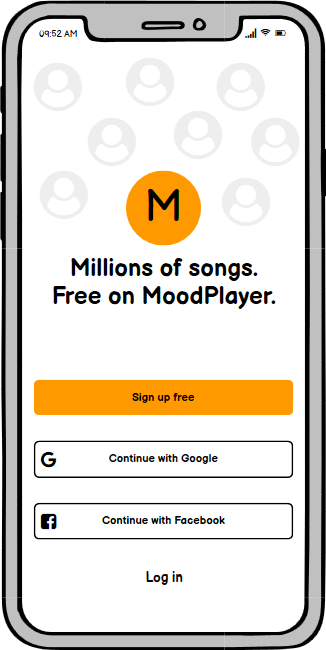 09:52 AM
M
Millions of songs.
Free on MoodPlayer.
Sign up free
G
Continue with Google
f
Continue with Facebook
Log in